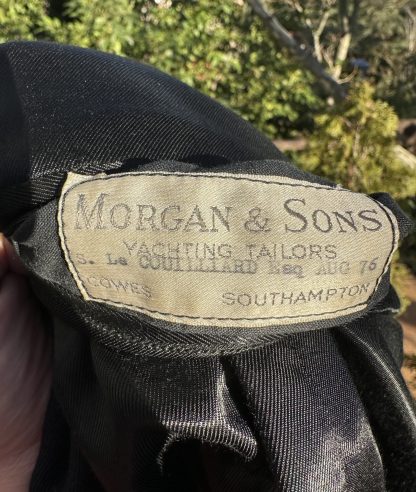 MORGAN & SONS
YACHTING TAILORS
S. Le COUILLIARD Esq AUG 76
COWES SOUTHAMPTON